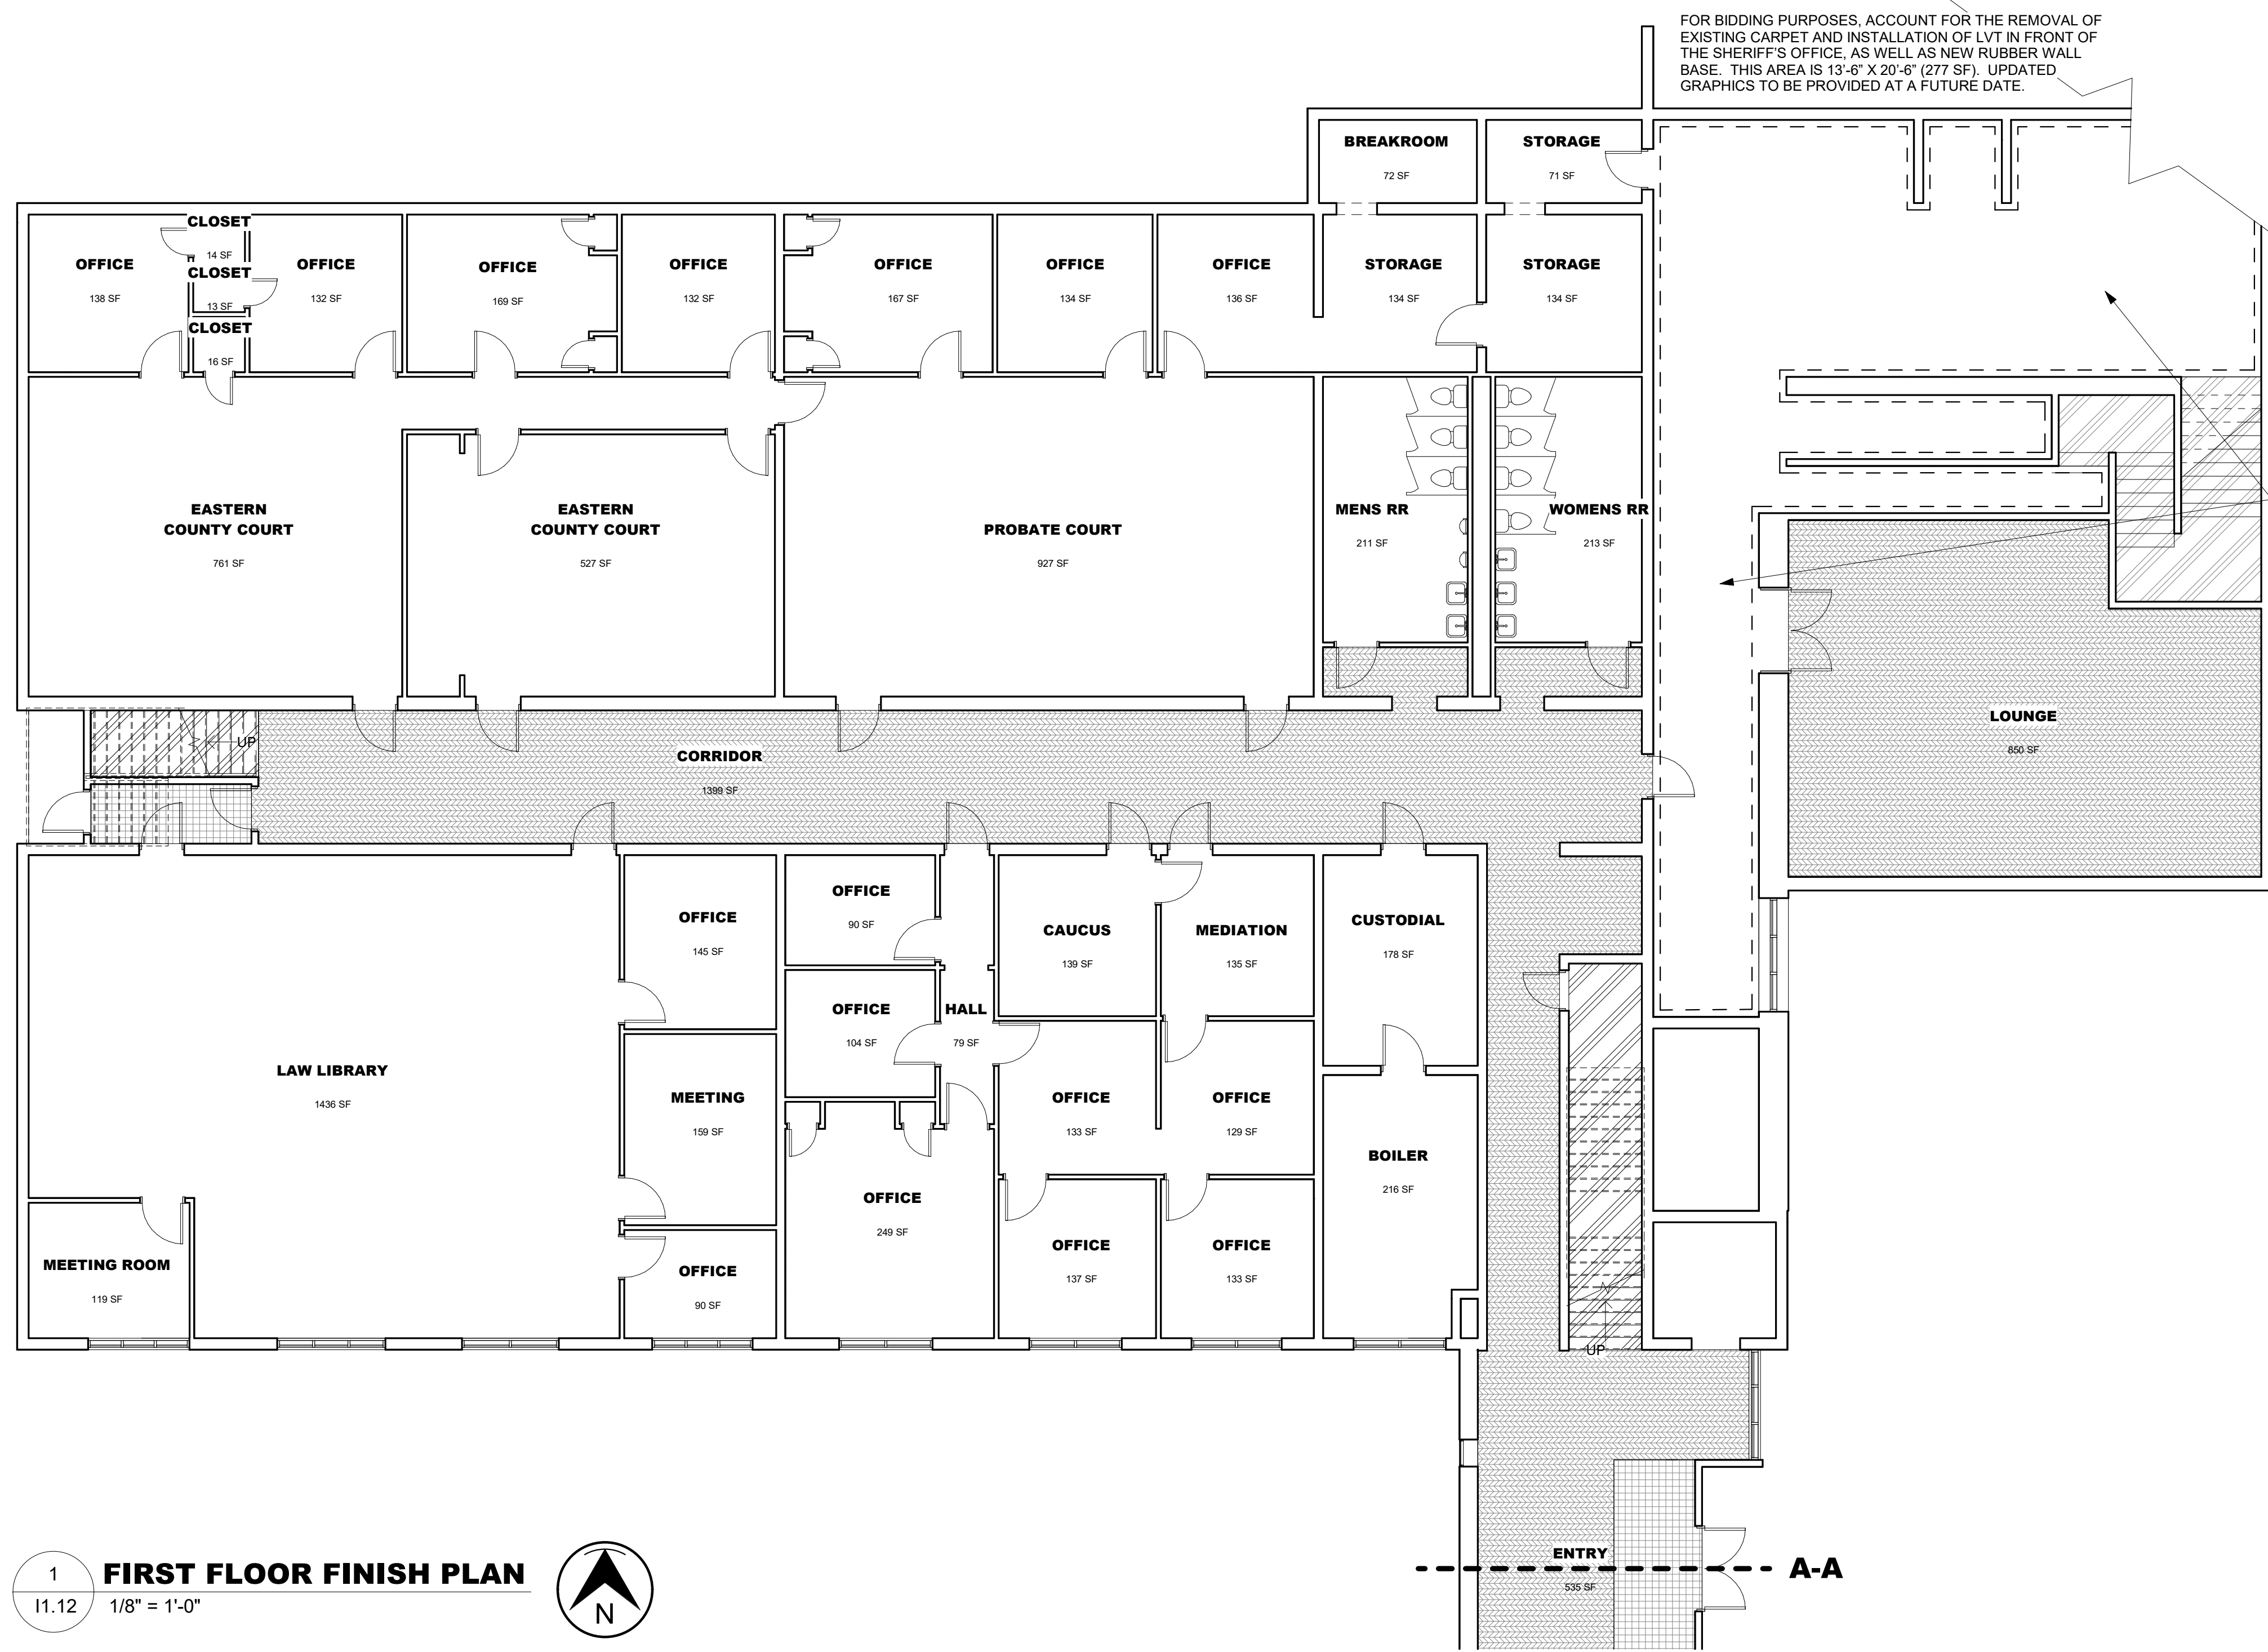 FOR BIDDING PURPOSES, ACCOUNT FOR THE REMOVAL OF
EXISTING CARPET AND INSTALLATION OF LVT IN FRONT OF
THE SHERIFF'S OFFICE, AS WELL AS NEW RUBBER WALL
BASE. THIS AREA IS 13'-6" X 20'-6" (277 SF). UPDATED
GRAPHICS TO BE PROVIDED AT A FUTURE DATE.
BREAKROOM
72 SF
STORAGE
71 SF
OFFICE
138 SF
CLOSET
14 SF
CLOSET
13 SF
CLOSET
16 SF
OFFICE
132 SF
OFFICE
169 SF
OFFICE
132 SF
OFFICE
167 SF
OFFICE
134 SF
OFFICE
136 SF
STORAGE
134 SF
STORAGE
134 SF
EASTERN
COUNTY COURT
761 SF
EASTERN
COUNTY COURT
527 SF
PROBATE COURT
927 SF
MENS RR
211 SF
WOMENS RR
213 SF
LOUNGE
850 SF
UP
CORRIDOR
1399 SF
OFFICE
145 SF
OFFICE
90 SF
CAUCUS
139 SF
MEDIATION
135 SF
CUSTODIAL
178 SF
OFFICE
104 SF
HALL
79 SF
LAW LIBRARY
1436 SF
MEETING
159 SF
OFFICE
133 SF
OFFICE
129 SF
BOILER
216 SF
OFFICE
249 SF
MEETING ROOM
119 SF
OFFICE
90 SF
OFFICE
137 SF
OFFICE
133 SF
UP
ENTRY
535 SF
A-A
1
I1.12
FIRST FLOOR FINISH PLAN
1/8" = 1'-0"
N